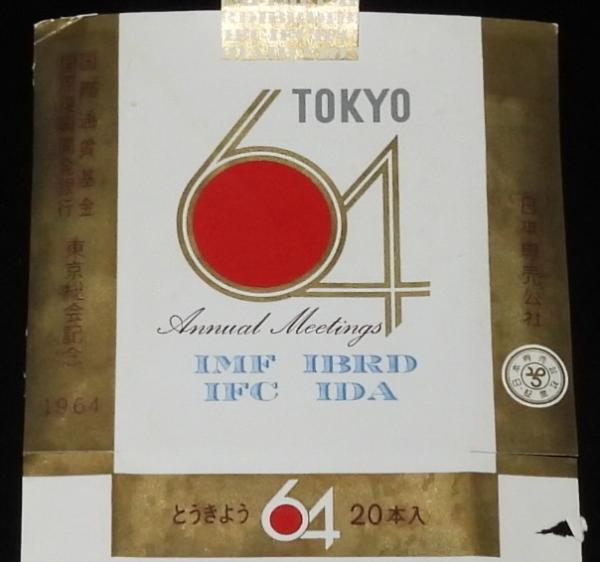 TOKYO
64
Annual Meetings
IMF IBRD
IFC IDA
国際通貨基金
国際復興開発銀行
東京総会記念
1964
日本専売公社
とうきよう 64 20本入